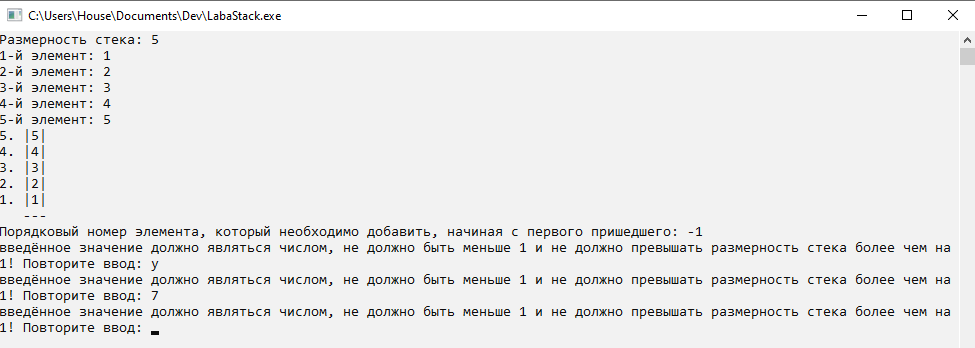 C:\Users\House\Documents\Dev\LabaStack.exe
Размерность стека: 5
1-й элемент: 1
2-й элемент: 2
3-й элемент: 3
4-й элемент: 4
5-й элемент: 5
5. |5|
4. |4|
3. |3|
2. |2|
1. |1|
---
Порядковый номер элемента, который необходимо добавить, начиная с первого пришедшего: -1
введённое значение должно являться числом, не должно быть меньше 1 и не должно превышать размерность стека более чем на
1! Повторите ввод: y
введённое значение должно являться числом, не должно быть меньше 1 и не должно превышать размерность стека более чем на
1! Повторите ввод: 7
введённое значение должно являться числом, не должно быть меньше 1 и не должно превышать размерность стека более чем на
1! Повторите ввод: